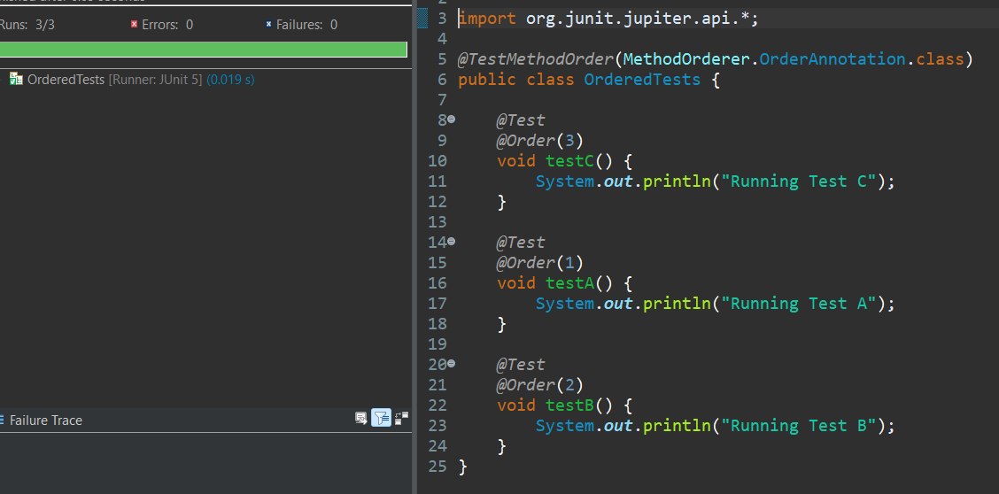 Runs: 3/3 Errors: 0 Failures: 0
OrderedTests [Runner: JUnit 5] (0.019 s)
Failure Trace
3 import org.junit.jupiter.api.*;
4
5 @TestMethodOrder(MethodOrderer.OrderAnnotation.class)
6 public class OrderedTests {
7
8 @Test
9 @Order(3)
10 void testC() {
11 System.out.println("Running Test C");
12 }
13
14 @Test
15 @Order(1)
16 void testA() {
17 System.out.println("Running Test A");
18 }
19
20 @Test
21 @Order(2)
22 void testB() {
23 System.out.println("Running Test B");
24 }
25 }